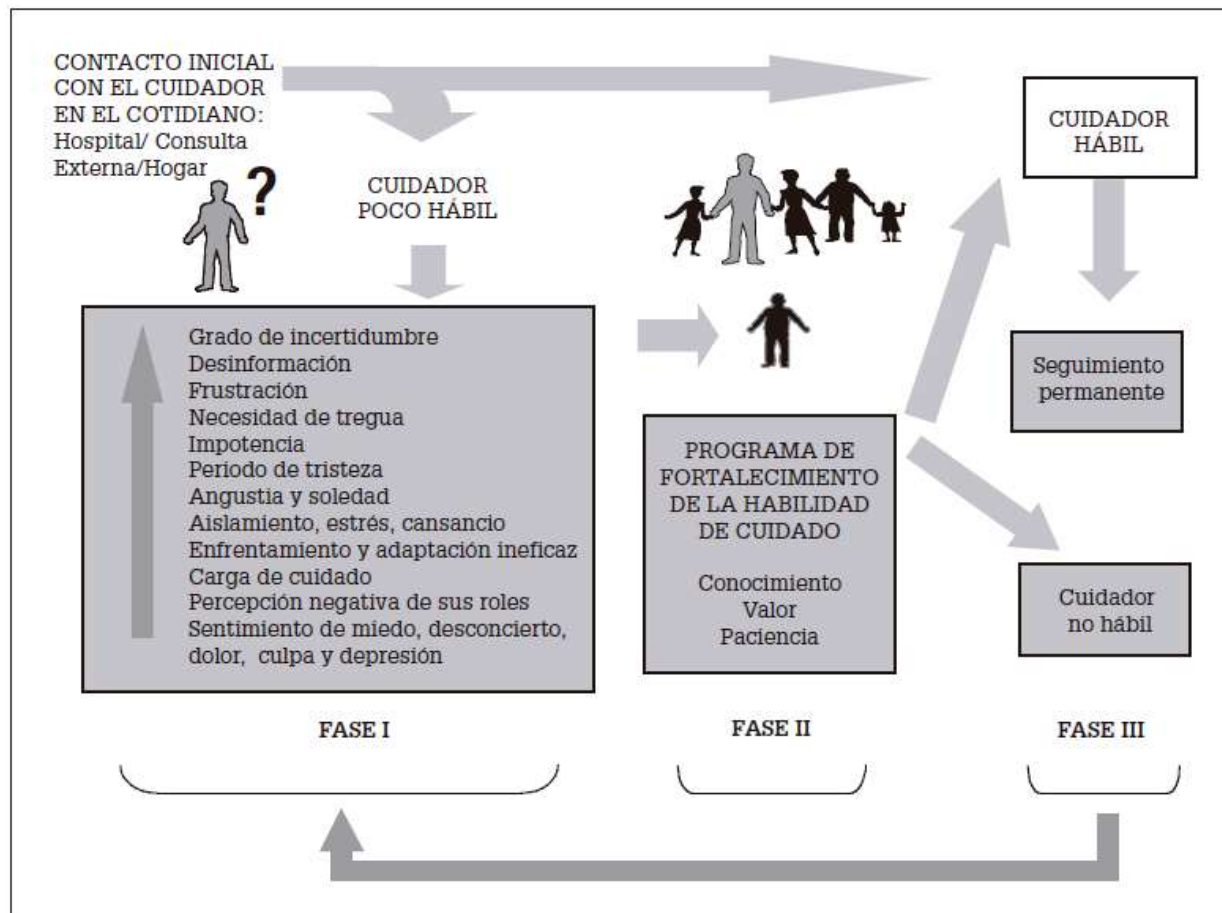 CONTACTO INICIAL
CON EL CUIDADOR
EN EL COTIDIANO:
Hospital/ Consulta
Externa/Hogar
?
CUIDADOR
POCO HÁBIL
CUIDADOR
HÁBIL
Grado de incertidumbre
Desinformación
Frustración
Necesidad de tregua
Impotencia
Periodo de tristeza
Angustia y soledad
Aislamiento, estrés, cansancio
Enfrentamiento y adaptación ineficaz
Carga de cuidado
Percepción negativa de sus roles
Sentimiento de miedo, desconcierto,
dolor, culpa y depresión
PROGRAMA DE
FORTALECIMIENTO
DE LA HABILIDAD
DE CUIDADO
Conocimiento
Valor
Paciencia
Seguimiento
permanente
Cuidador
no hábil
FASE I
FASE II
FASE III